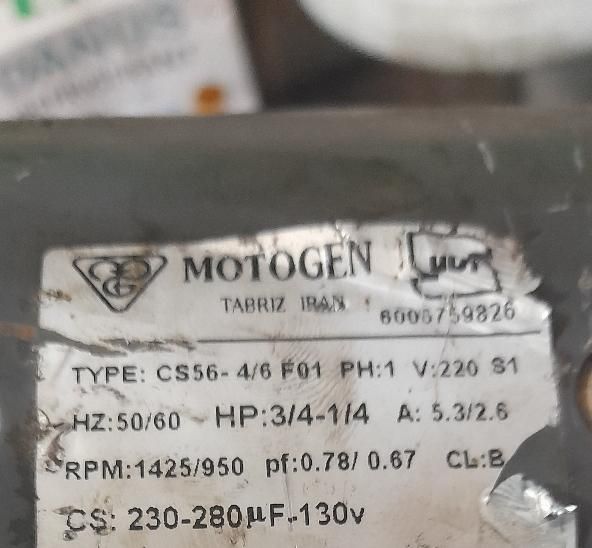 MOTOGEN
TABRIZ IRAN
6006759826
TYPE: CS56-4/6 F01 PH:1 V:220 S1
HZ:50/60 HP:3/4-1/4 A: 5.3/2.6
RPM:1425/950 pf:0.78/0.67 CL:B
CS: 230-280µF-130v